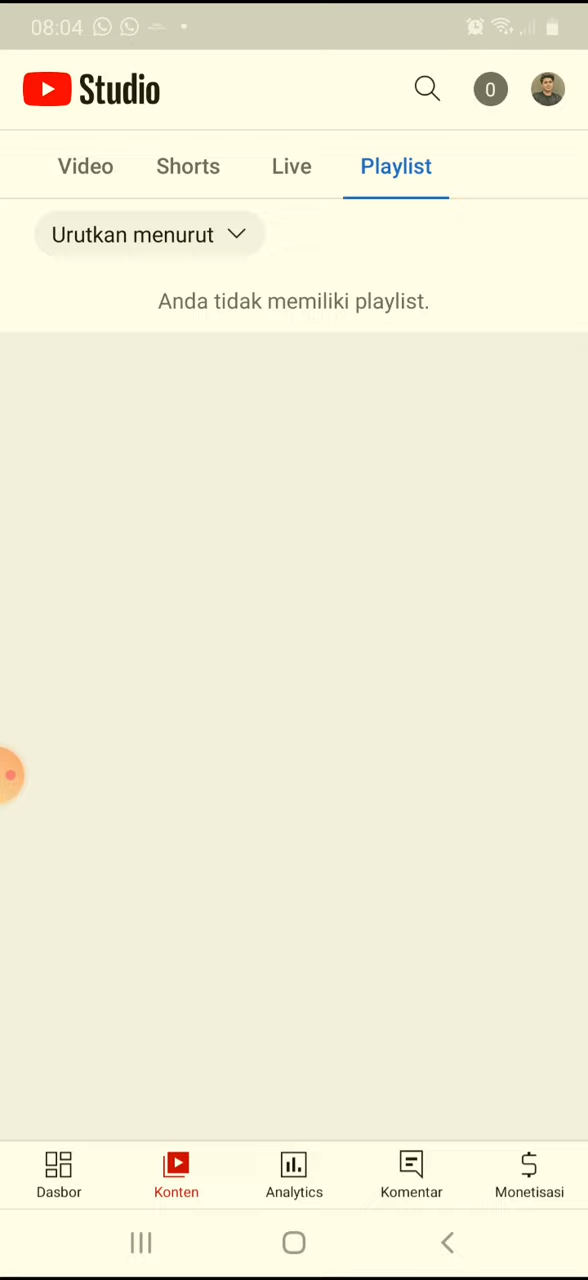 08:04
Studio
0
Video Shorts Live Playlist
Urutkan menurut
Anda tidak memiliki playlist.
Dasbor Konten Analytics Komentar Monetisasi